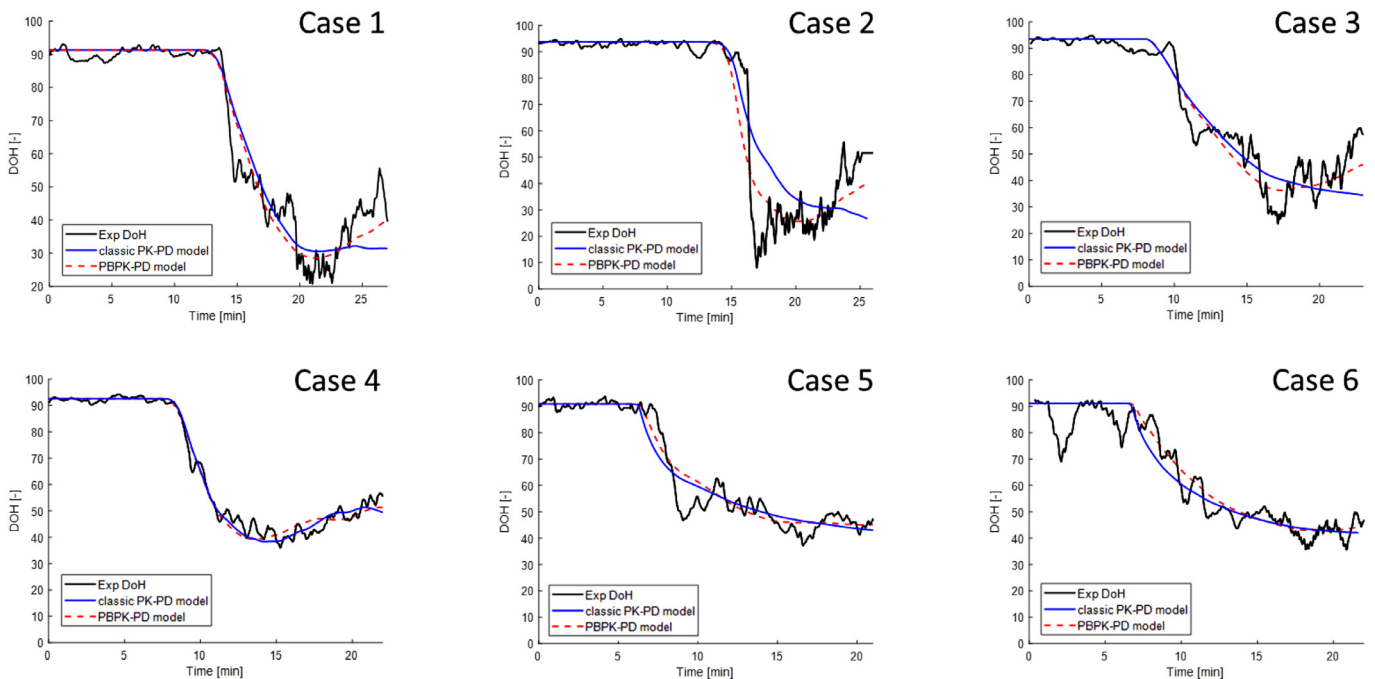 Case 1
100
90
80
70
60
50
40
30
20
DOH [-]
Exp DoH
classic PK-PD model
PBPK-PD model
0 5 10 15 20 25
Time [min]
Case 2
100
90
80
70
60
50
40
30
20
10
0
DOH [-]
Exp DoH
classic PK-PD model
PBPK-PD model
0 5 10 15 20 25
Time [min]
Case 3
100
90
80
70
60
50
40
30
20
10
0
DOH [-]
Exp DoH
classic PK-PD model
PBPK-PD model
0 5 10 15 20
Time [min]
Case 4
100
90
80
70
60
50
40
30
20
10
0
DOH [-]
Exp DoH
classic PK-PD model
PBPK-PD model
0 5 10 15 20
Time [min]
Case 5
100
90
80
70
60
50
40
30
20
10
0
DOH [-]
Exp DoH
classic PK-PD model
PBPK-PD model
0 5 10 15 20
Time [min]
Case 6
100
90
80
70
60
50
40
30
20
10
0
DOH [-]
Exp DoH
classic PK-PD model
PBPK-PD model
0 5 10 15 20
Time [min]